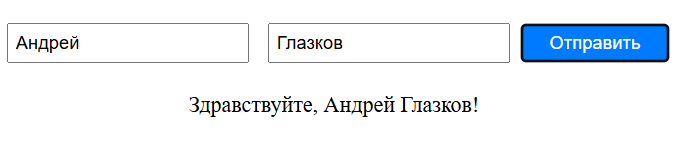 Андрей Глазков Отправить
Здравствуйте, Андрей Глазков!